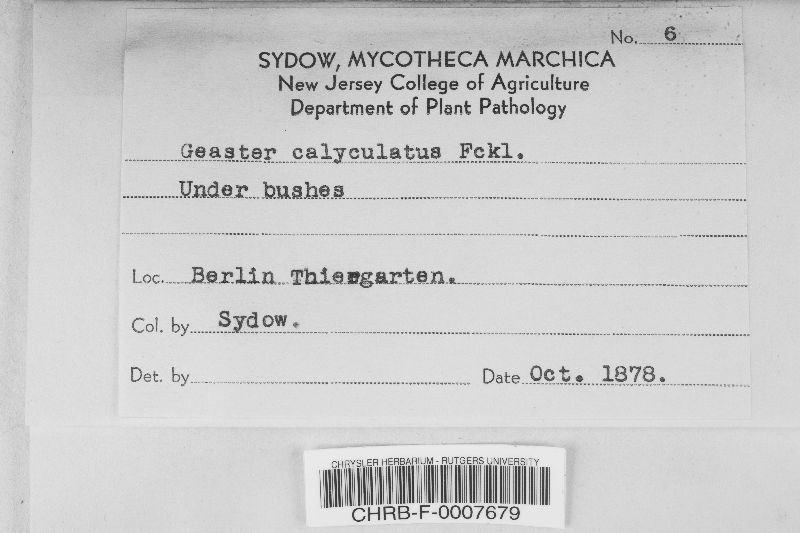 No. 6
SYDOW, MYCOTHECA MARCHICA
New Jersey College of Agriculture
Department of Plant Pathology
Geaster calyculatus Fckl.
Under bushes
Loc. Berlin Thiergarten.
Col. by Sydow.
Det. by
Date Oct. 1878.
CHRYSLER HERBARIUM - RUTGERS UNIVERSITY
CHRB-F-0007679